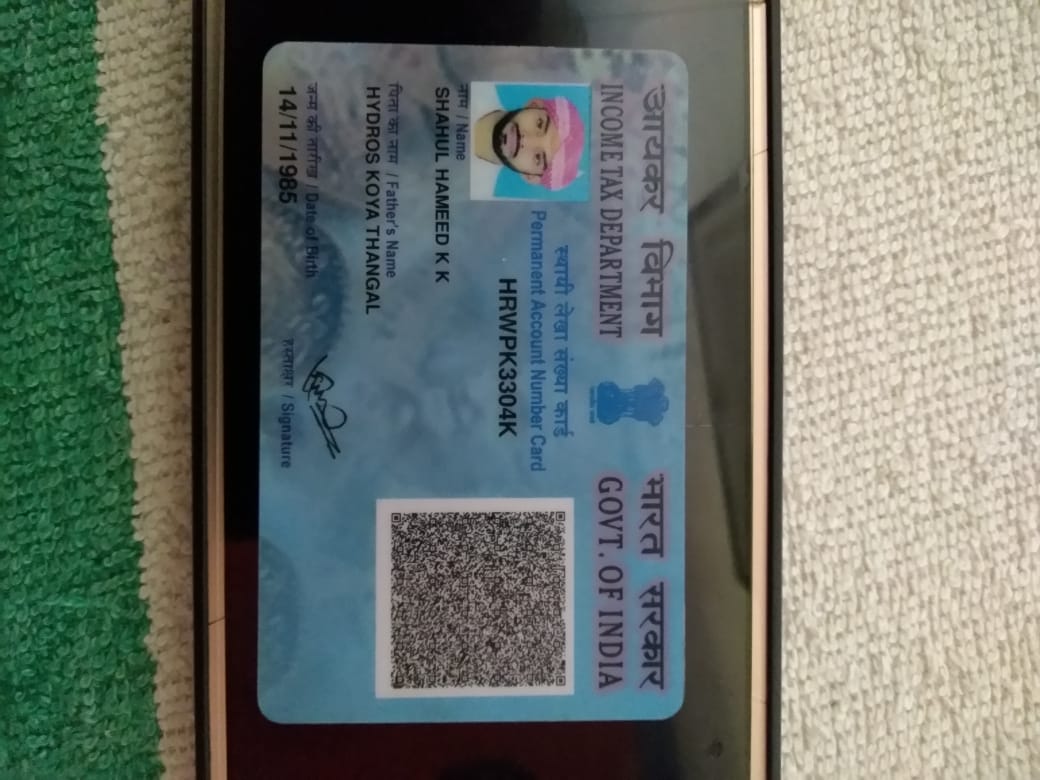 आयकर विभाग
INCOME TAX DEPARTMENT
भारत सरकार
GOVT. OF INDIA
स्थायी लेखा संख्या कार्ड
Permanent Account Number Card
HRWPK3304K
नाम / Name
SHAHUL HAMEED K K
पिता का नाम / Father's Name
HYDROS KOYA THANGAL
जन्म की तारीख / Date of Birth
14/11/1985
हस्ताक्षर / Signature